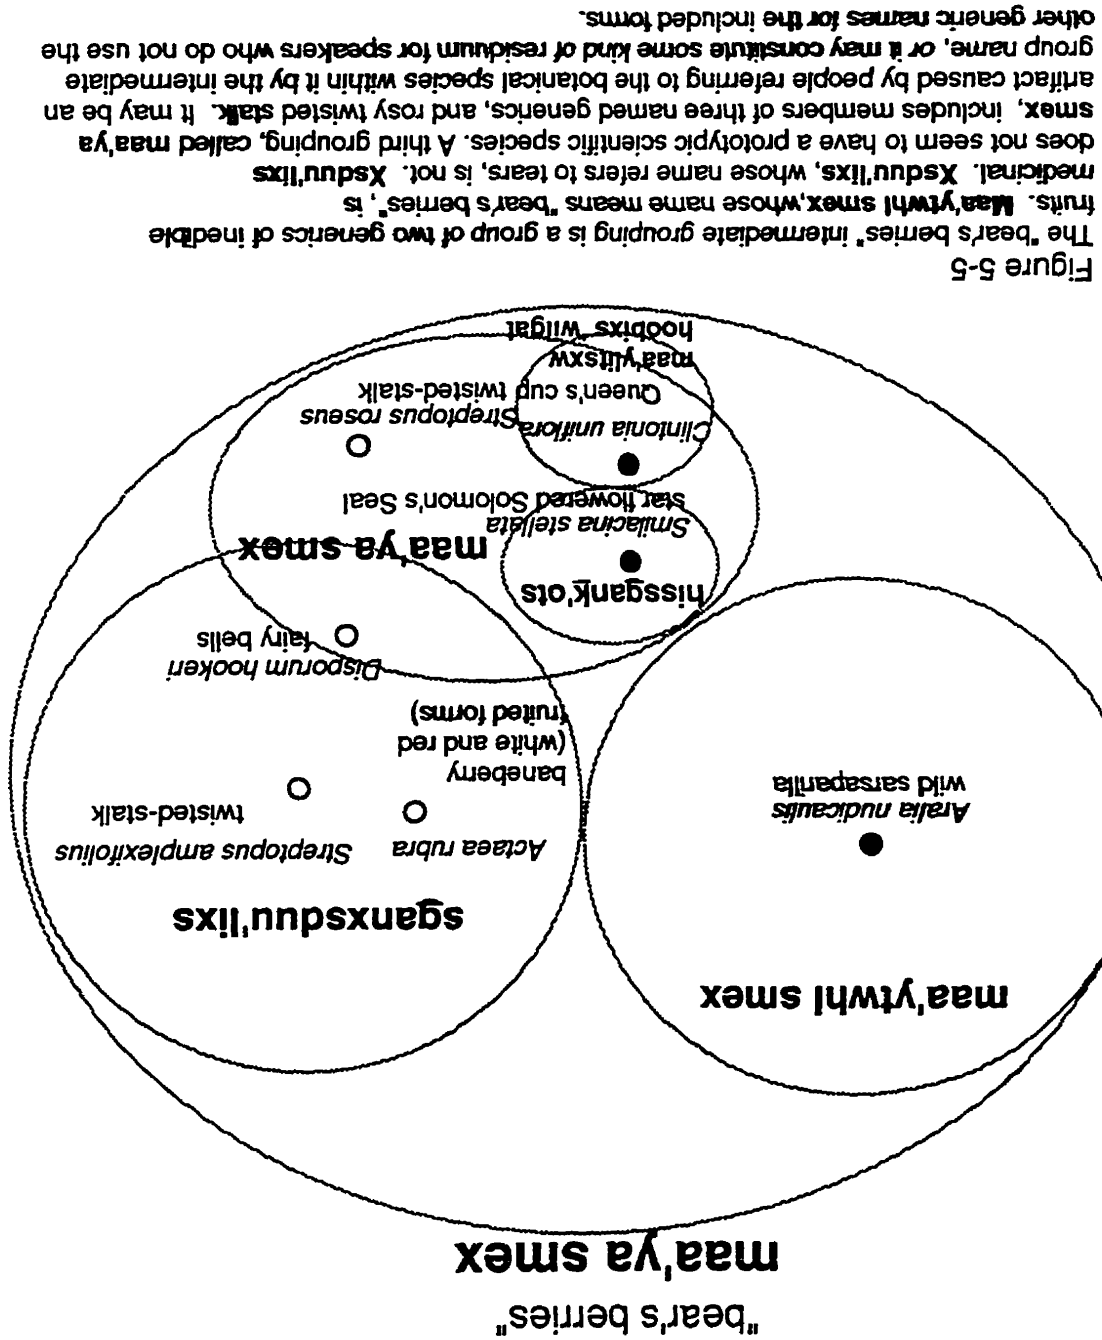 "bear's berries"
maa'ya smex
maa'ytwhl smex
sg̲anxsduu'lixs
Aralia nudicaulis
wild sarsaparilla
Actaea rubra
baneberry
(white and red
fruited forms)
Streptopus amplexifolius
twisted-stalk
Disporum hookeri
fairy bells
hissgank̲'ots
maa'ya smex
Smilacina stellata
star flowered Solomon's Seal
Clintonia uniflora
Queen's cup
Streptopus roseus
twisted-stalk
maa'ylitsxw
hoobixs
Figure 5-5
The "bear's berries" intermediate grouping is a group of two generics of inedible
fruits. Maa'ytwhl smex,whose name means "bear's berries", is
medicinal. Xsduu'lixs, whose name refers to tears, is not. Xsduu'lixs
does not seem to have a prototypic scientific species. A third grouping, called maa'ya
smex, includes members of three named generics, and rosy twisted stalk. It may be an
artifact caused by people referring to the botanical species within it by the intermediate
group name, or it may constitute some kind of residuum for speakers who do not use the
other generic names for the included forms.